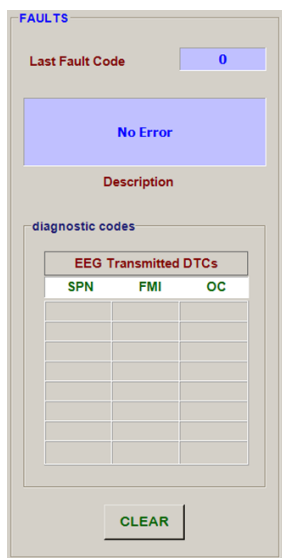 FAULTS
Last Fault Code 0
No Error
Description
diagnostic codes
EEG Transmitted DTCs
SPN FMI OC
CLEAR